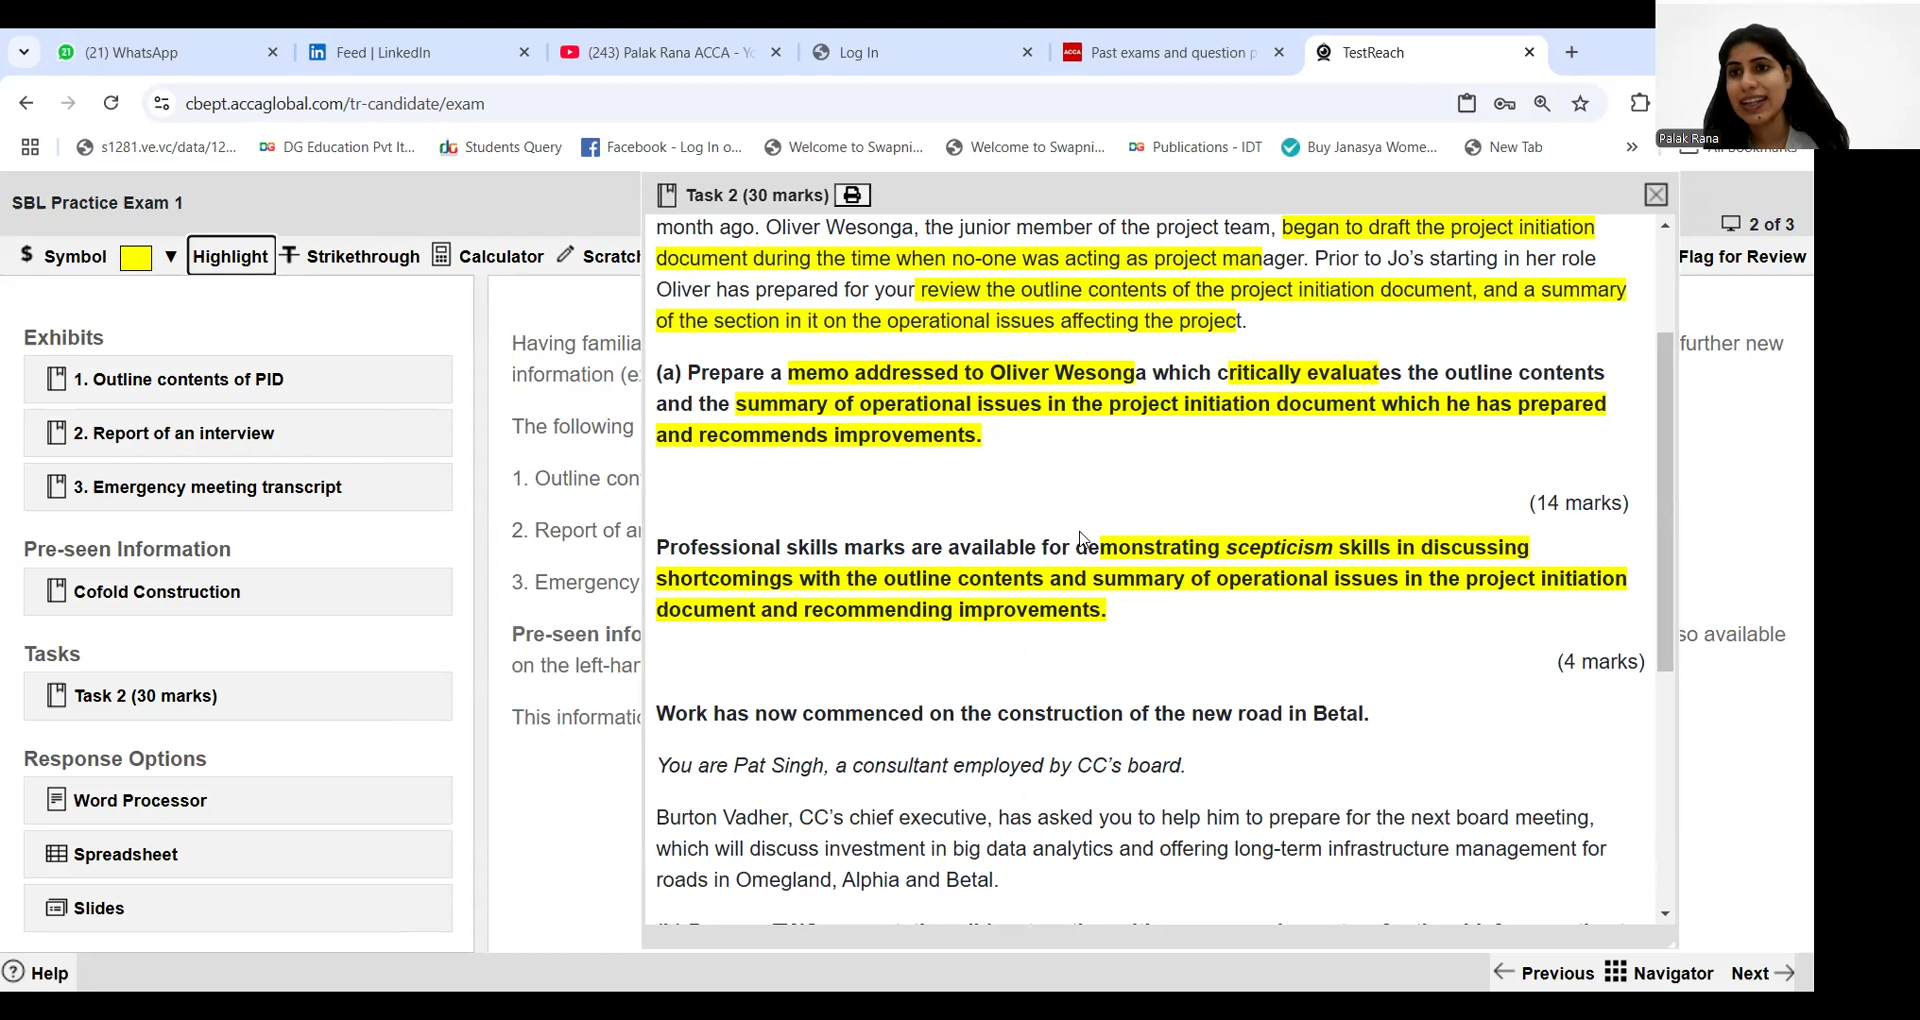 (21) WhatsApp
Feed | LinkedIn
(243) Palak Rana ACCA - Yo
Log In
Past exams and question p
TestReach
cbept.accaglobal.com/tr-candidate/exam
Palak Rana
s1281.ve.vc/data/12...
DG Education Pvt It...
Students Query
Facebook - Log In o...
Welcome to Swapni...
Welcome to Swapni...
Publications - IDT
Buy Janasya Wome...
New Tab
All Bookmarks
SBL Practice Exam 1
Task 2 (30 marks)
2 of 3
$ Symbol
Highlight
Strikethrough
Calculator
Scratch
Flag for Review
month ago. Oliver Wesonga, the junior member of the project team, began to draft the project initiation
document during the time when no-one was acting as project manager. Prior to Jo's starting in her role
Oliver has prepared for your review the outline contents of the project initiation document, and a summary
of the section in it on the operational issues affecting the project.
(a) Prepare a memo addressed to Oliver Wesonga which critically evaluates the outline contents
and the summary of operational issues in the project initiation document which he has prepared
and recommends improvements.
(14 marks)
Professional skills marks are available for demonstrating scepticism skills in discussing
shortcomings with the outline contents and summary of operational issues in the project initiation
document and recommending improvements.
(4 marks)
Work has now commenced on the construction of the new road in Betal.
You are Pat Singh, a consultant employed by CC's board.
Burton Vadher, CC's chief executive, has asked you to help him to prepare for the next board meeting,
which will discuss investment in big data analytics and offering long-term infrastructure management for
roads in Omegland, Alphia and Betal.
Exhibits
1. Outline contents of PID
2. Report of an interview
3. Emergency meeting transcript
Pre-seen Information
Cofold Construction
Tasks
Task 2 (30 marks)
Response Options
Word Processor
Spreadsheet
Slides
Having familia
information (e
The following
1. Outline con
2. Report of an
3. Emergency
Pre-seen info
on the left-han
This informatio
further new
so available
Help
Previous
Navigator
Next